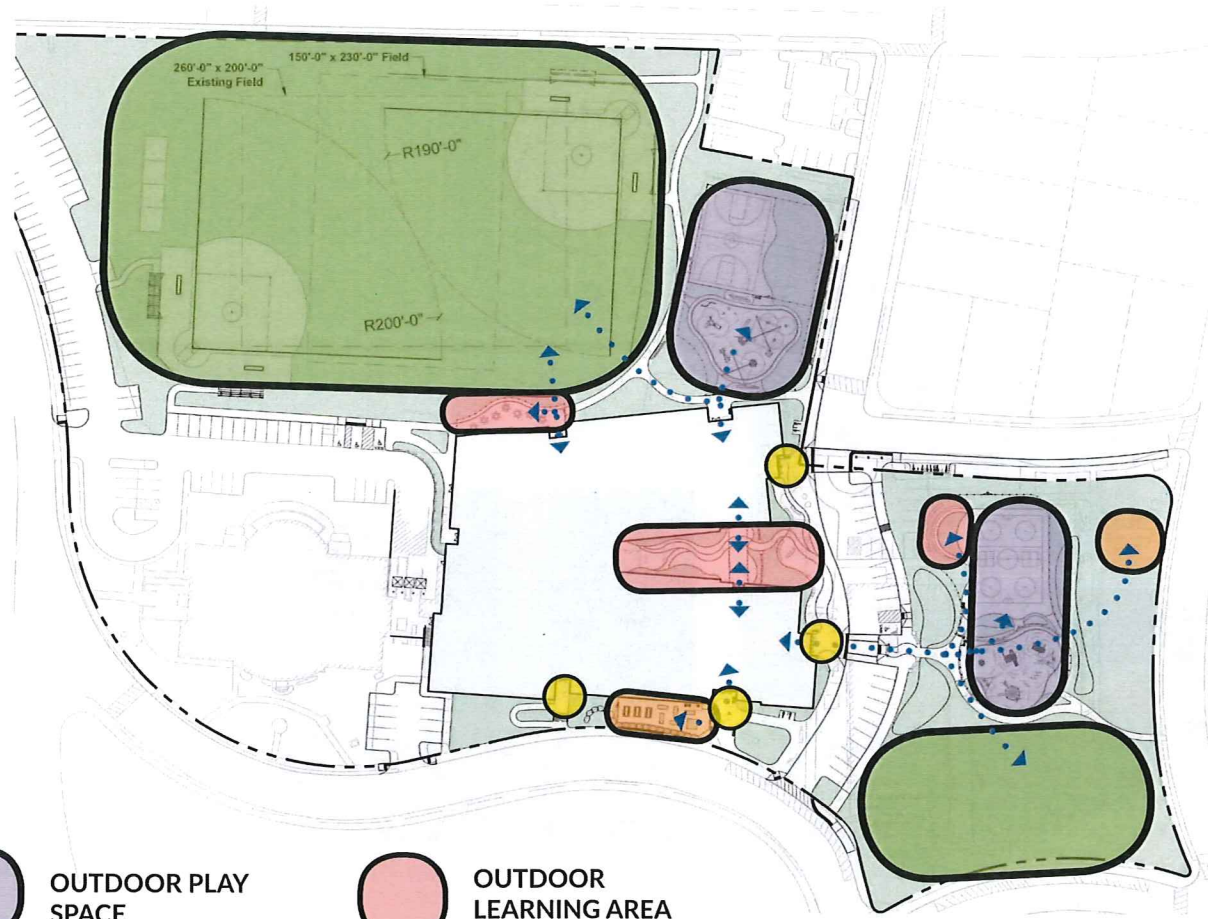 150'-0" x 230'-0" Field
260'-0" x 200'-0"
Existing Field
R190'-0"
R200'-0"
OUTDOOR PLAY
SPACE
OUTDOOR
LEARNING AREA